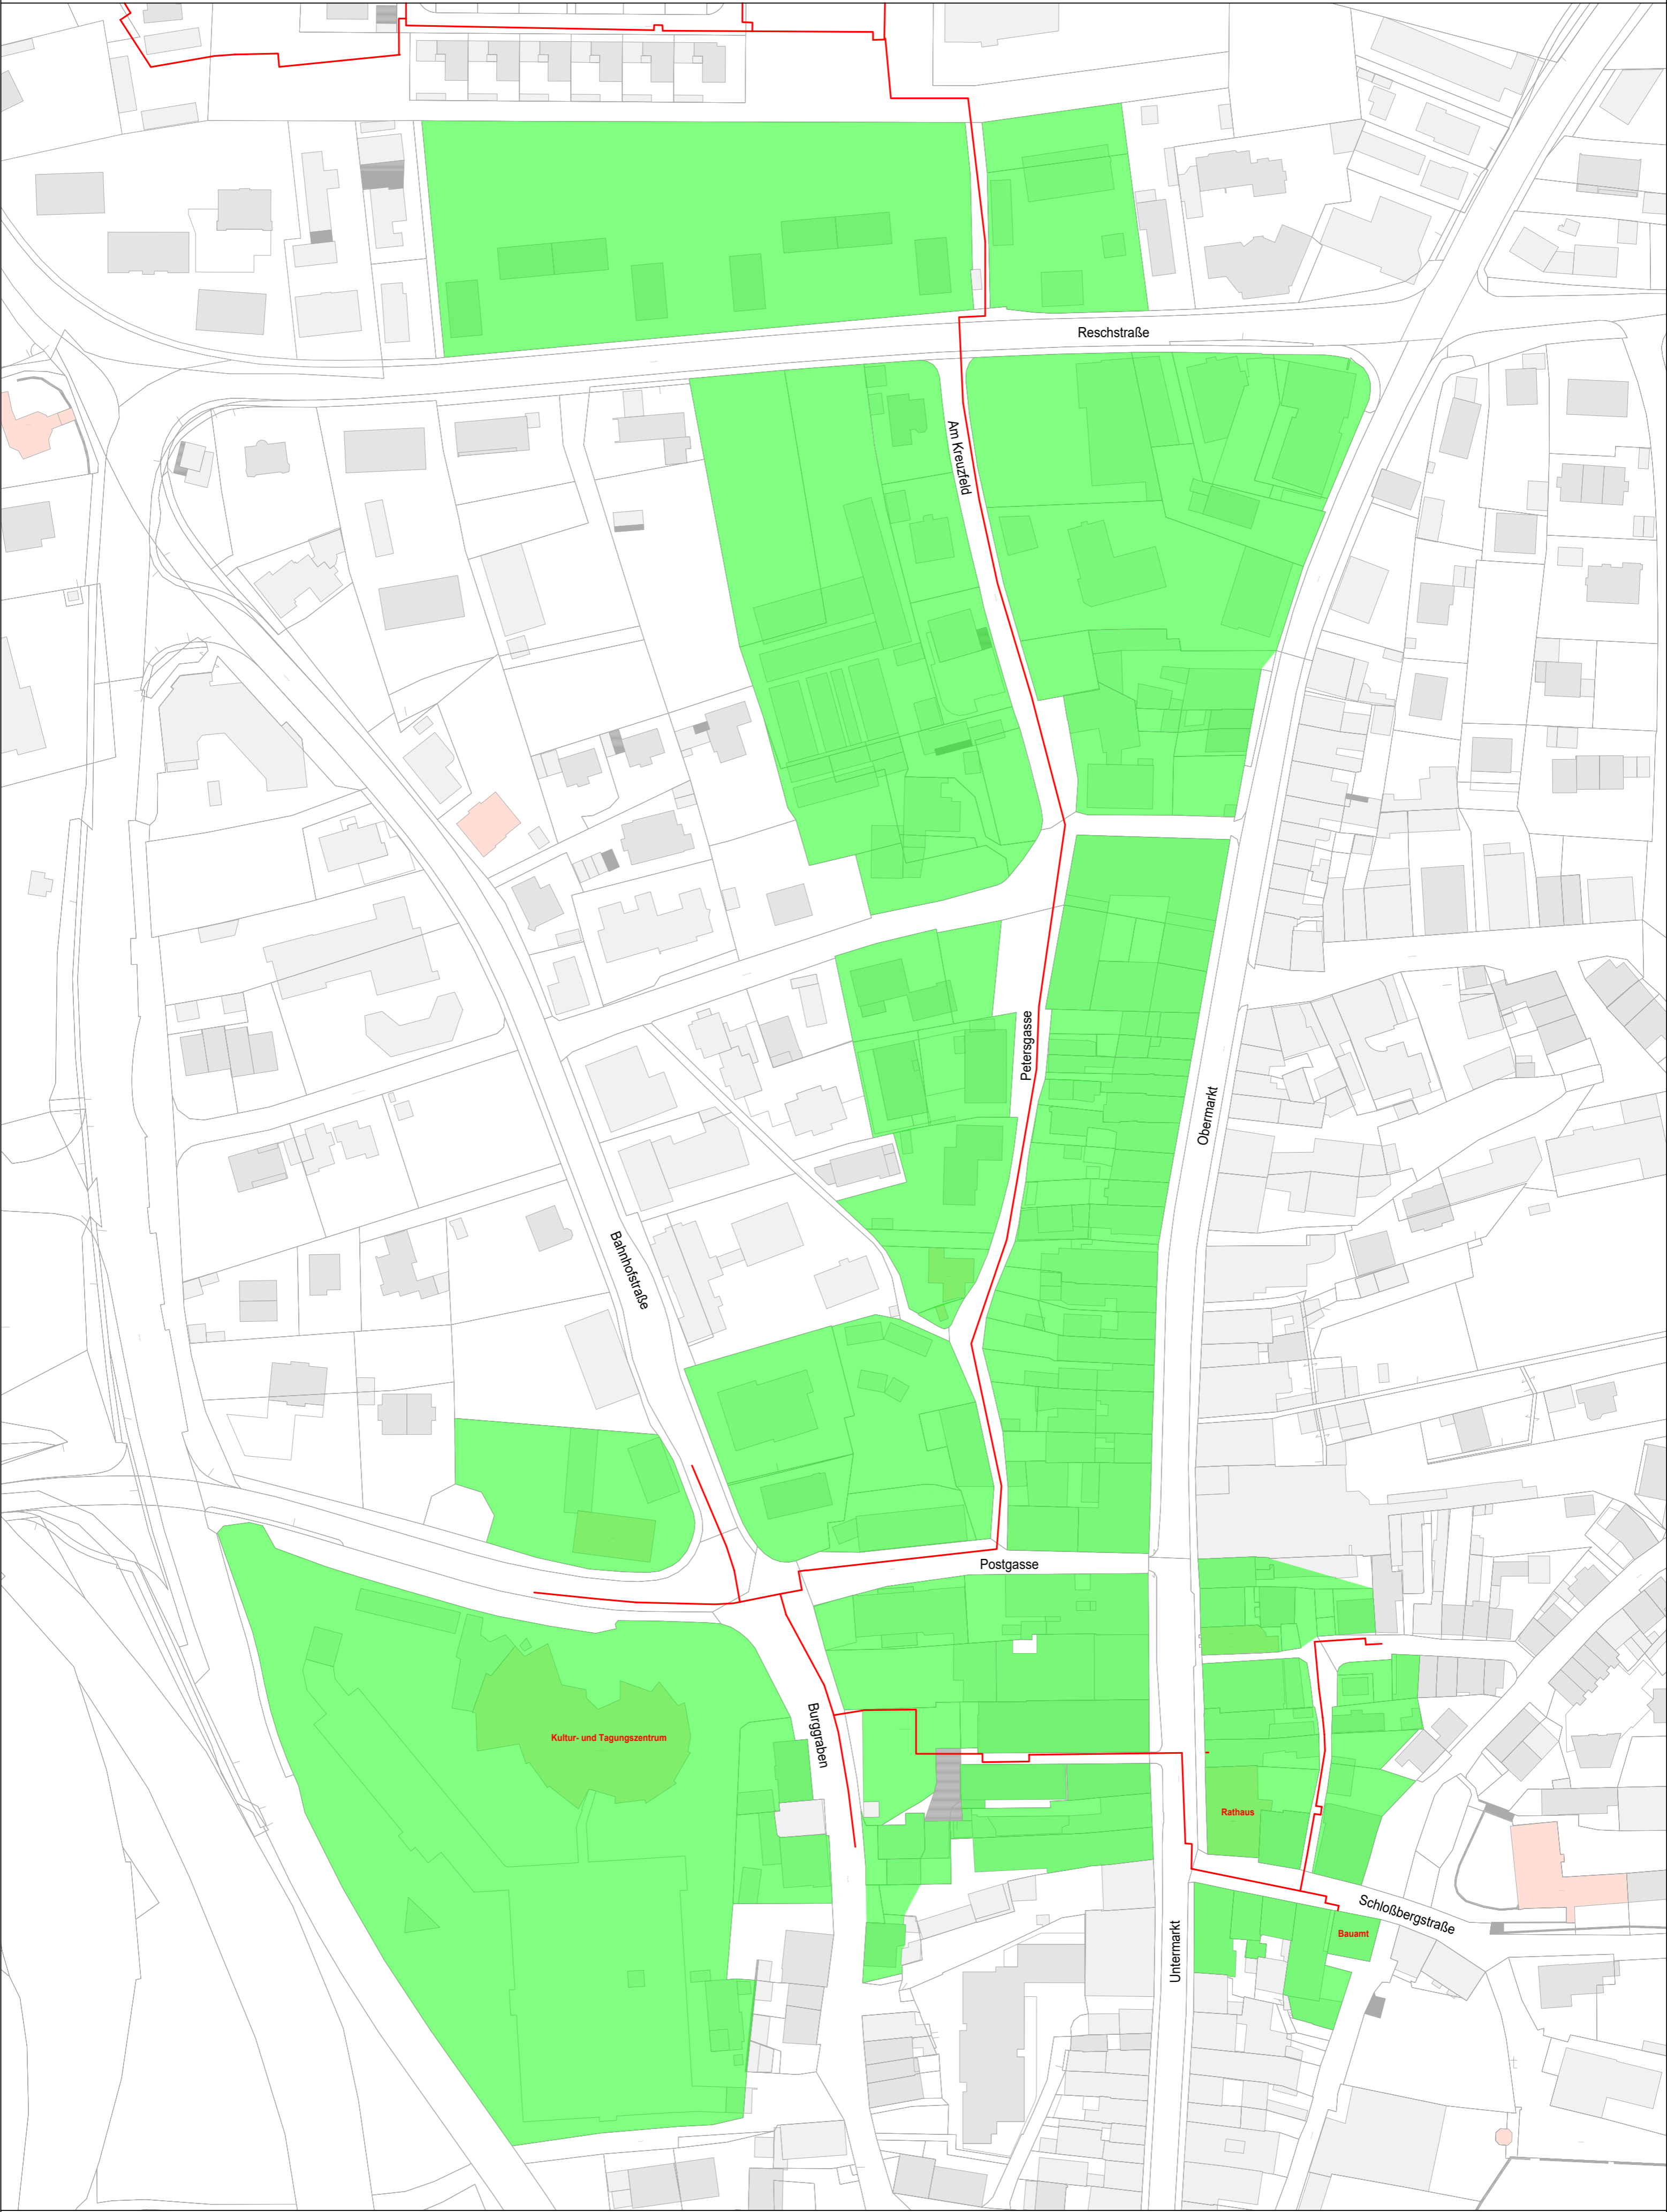 Reschstraße
Am Kreuzfeld
Petersgasse
Obermarkt
Bahnhofstraße
Postgasse
Burggraben
Kultur- und Tagungszentrum
Rathaus
Schloßbergstraße
Bauamt
Untermarkt